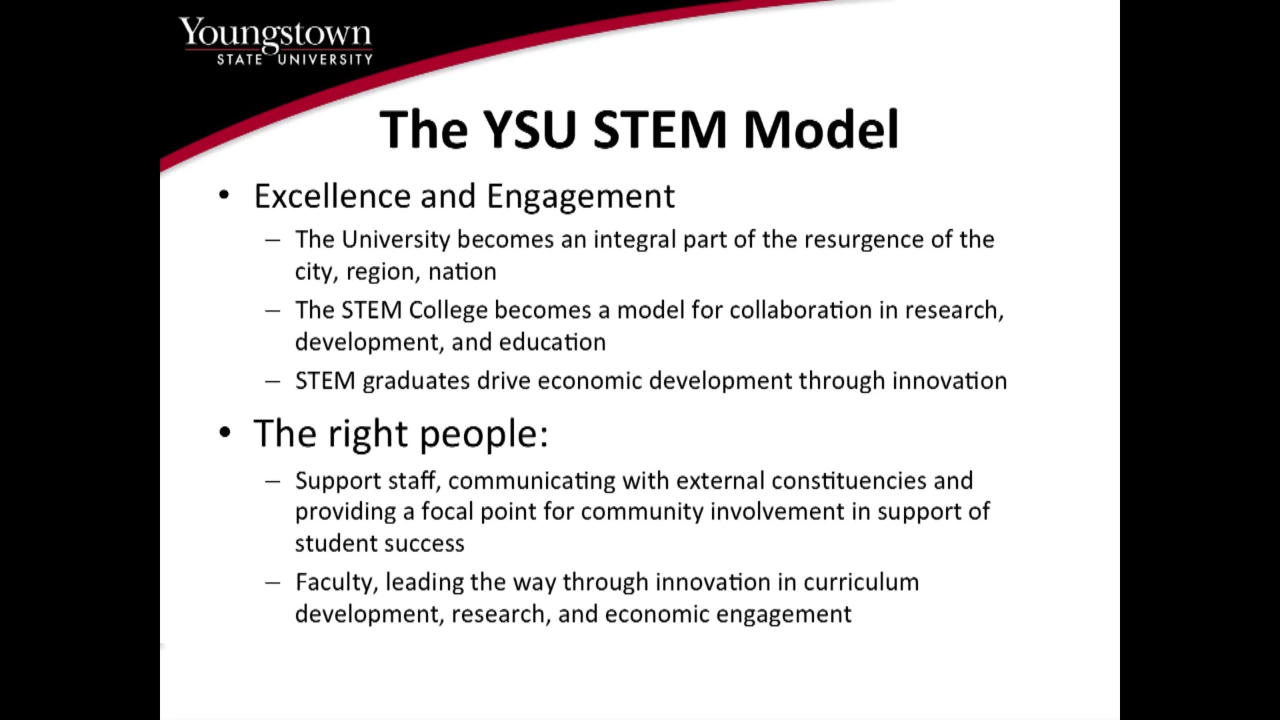 Youngstown
STATE UNIVERSITY
The YSU STEM Model
• Excellence and Engagement
– The University becomes an integral part of the resurgence of the
city, region, nation
– The STEM College becomes a model for collaboration in research,
development, and education
– STEM graduates drive economic development through innovation
• The right people:
– Support staff, communicating with external constituencies and
providing a focal point for community involvement in support of
student success
– Faculty, leading the way through innovation in curriculum
development, research, and economic engagement